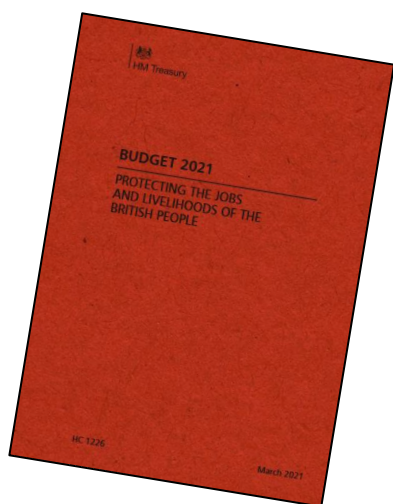 HM Treasury
BUDGET 2021
PROTECTING THE JOBS
AND LIVELIHOODS OF THE
BRITISH PEOPLE
HC 1226
March 2021